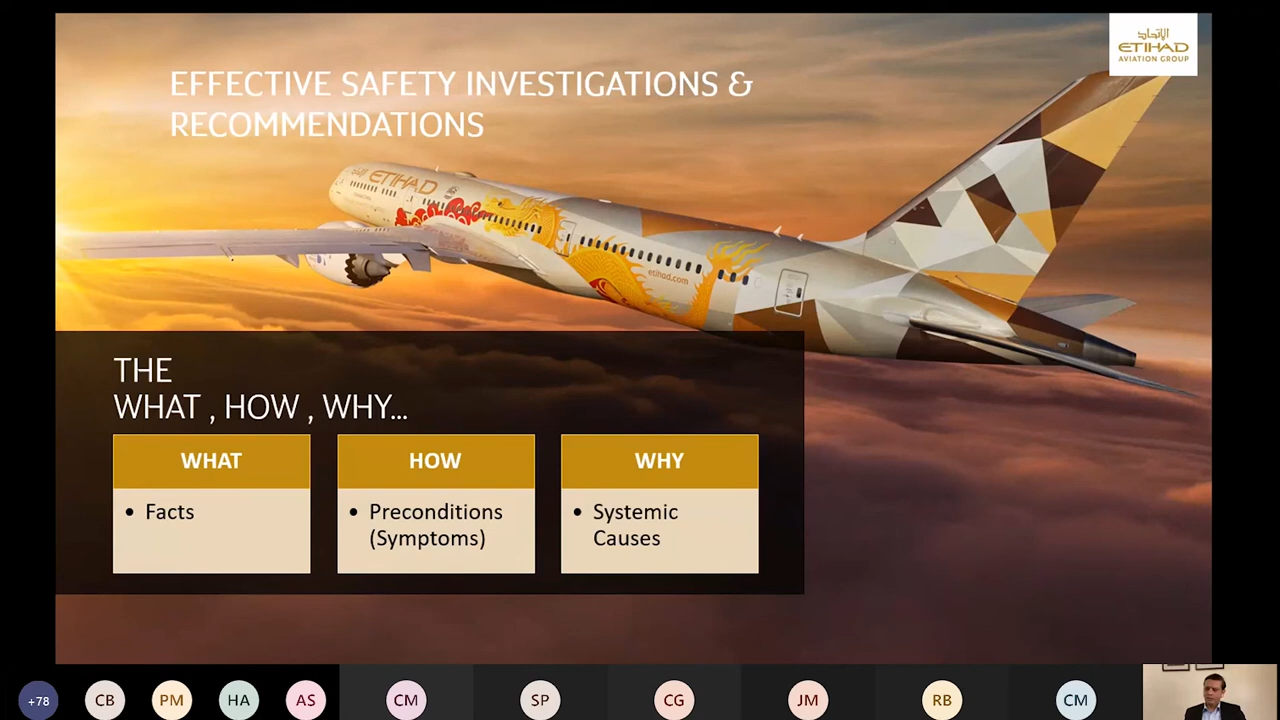 الإتحاد
ETIHAD
AVIATION GROUP
EFFECTIVE SAFETY INVESTIGATIONS &
RECOMMENDATIONS
ETIHAD
etihad.com
THE
WHAT , HOW , WHY...
WHAT
• Facts
HOW
• Preconditions
(Symptoms)
WHY
• Systemic
Causes
+78
CB
PM
HA
AS
CM
SP
CG
JM
RB
CM